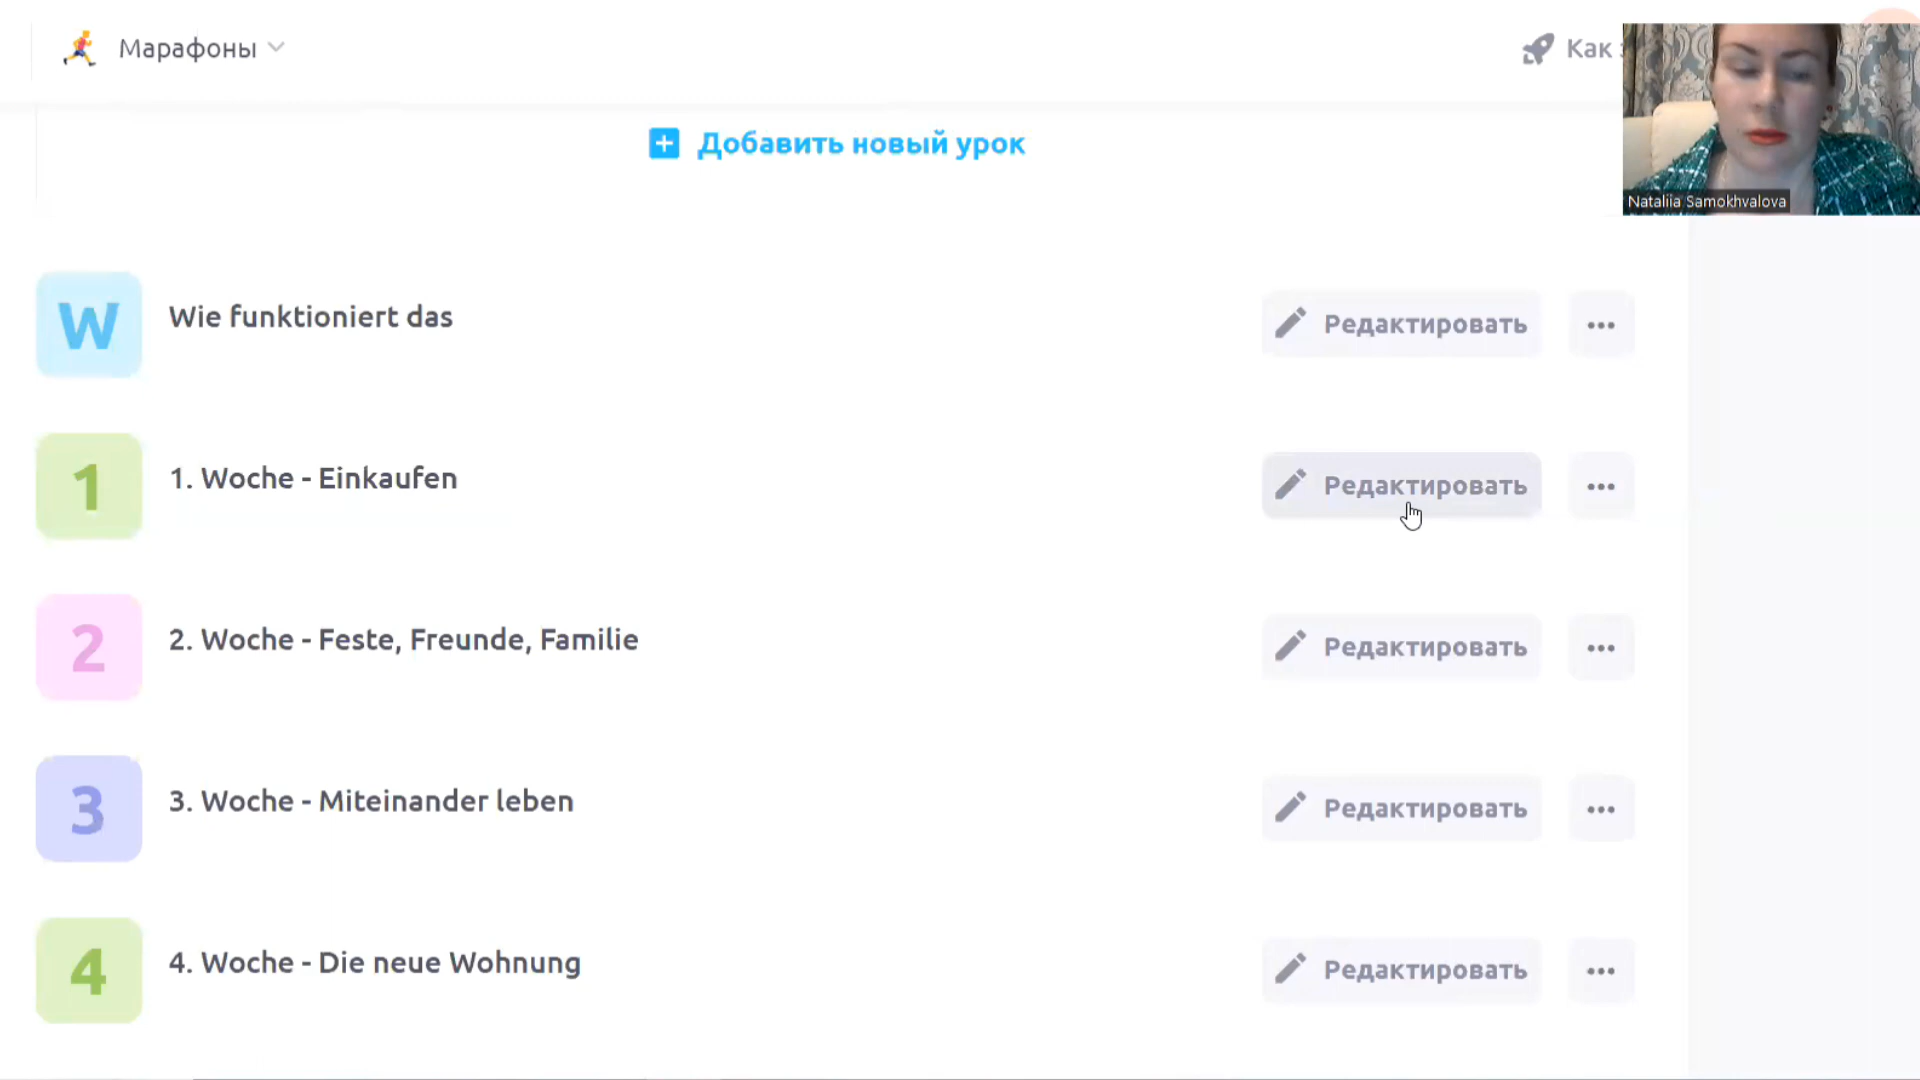 Марафоны
Как
Nataliia Samokhvalova
Добавить новый урок
W
Wie funktioniert das
Редактировать
1
1. Woche - Einkaufen
Редактировать
2
2. Woche - Feste, Freunde, Familie
Редактировать
3
3. Woche - Miteinander leben
Редактировать
4
4. Woche - Die neue Wohnung
Редактировать